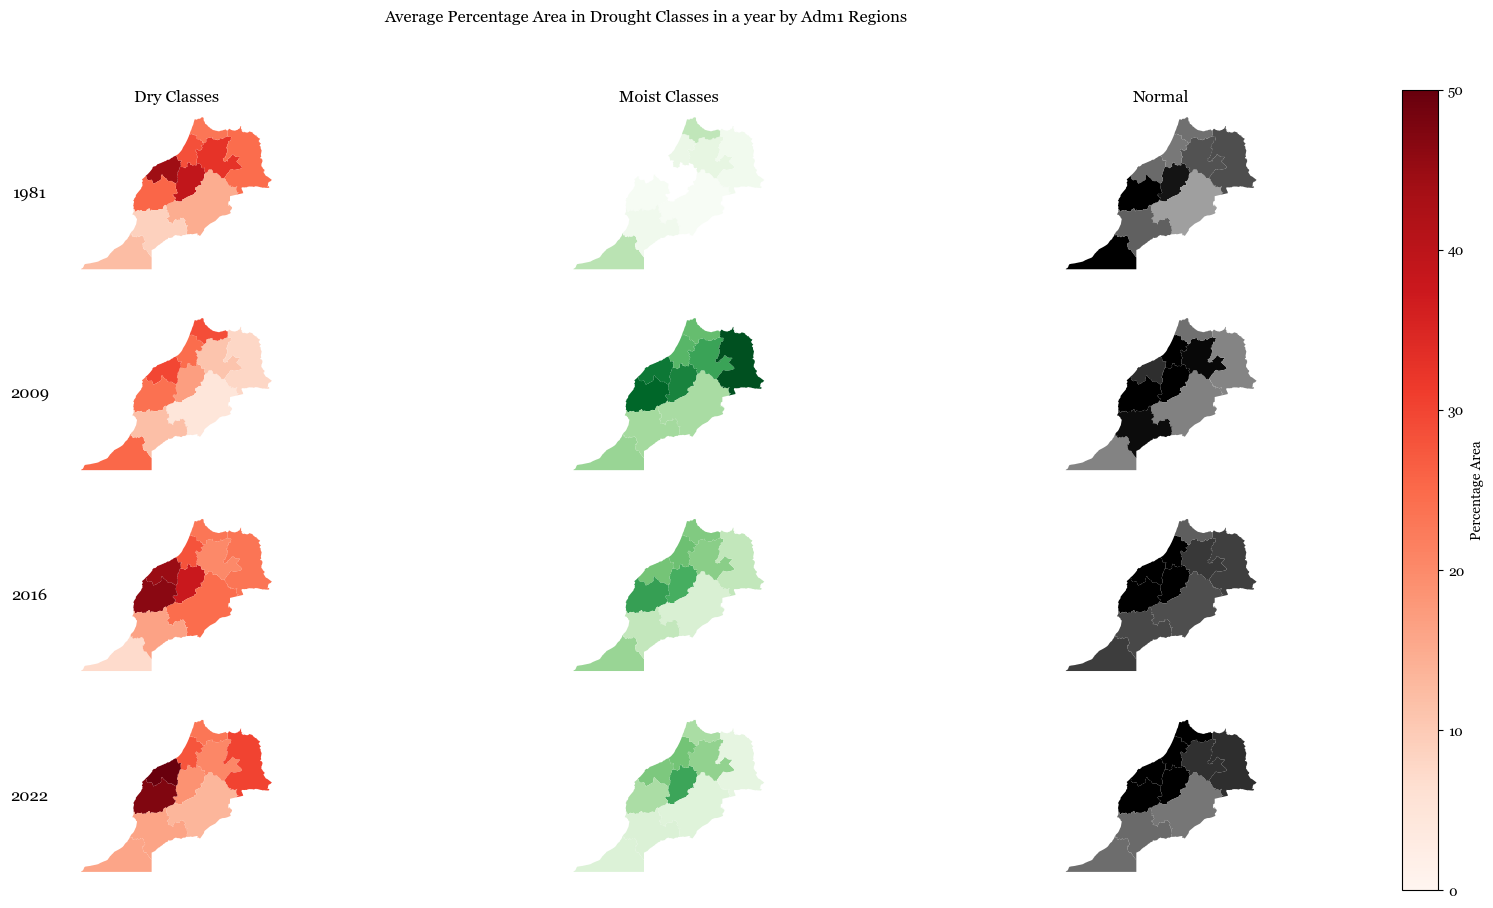 Average Percentage Area in Drought Classes in a year by Adm1 Regions
Dry Classes
Moist Classes
Normal
1981
2009
2016
2022
50
40
30
20
10
0
Percentage Area